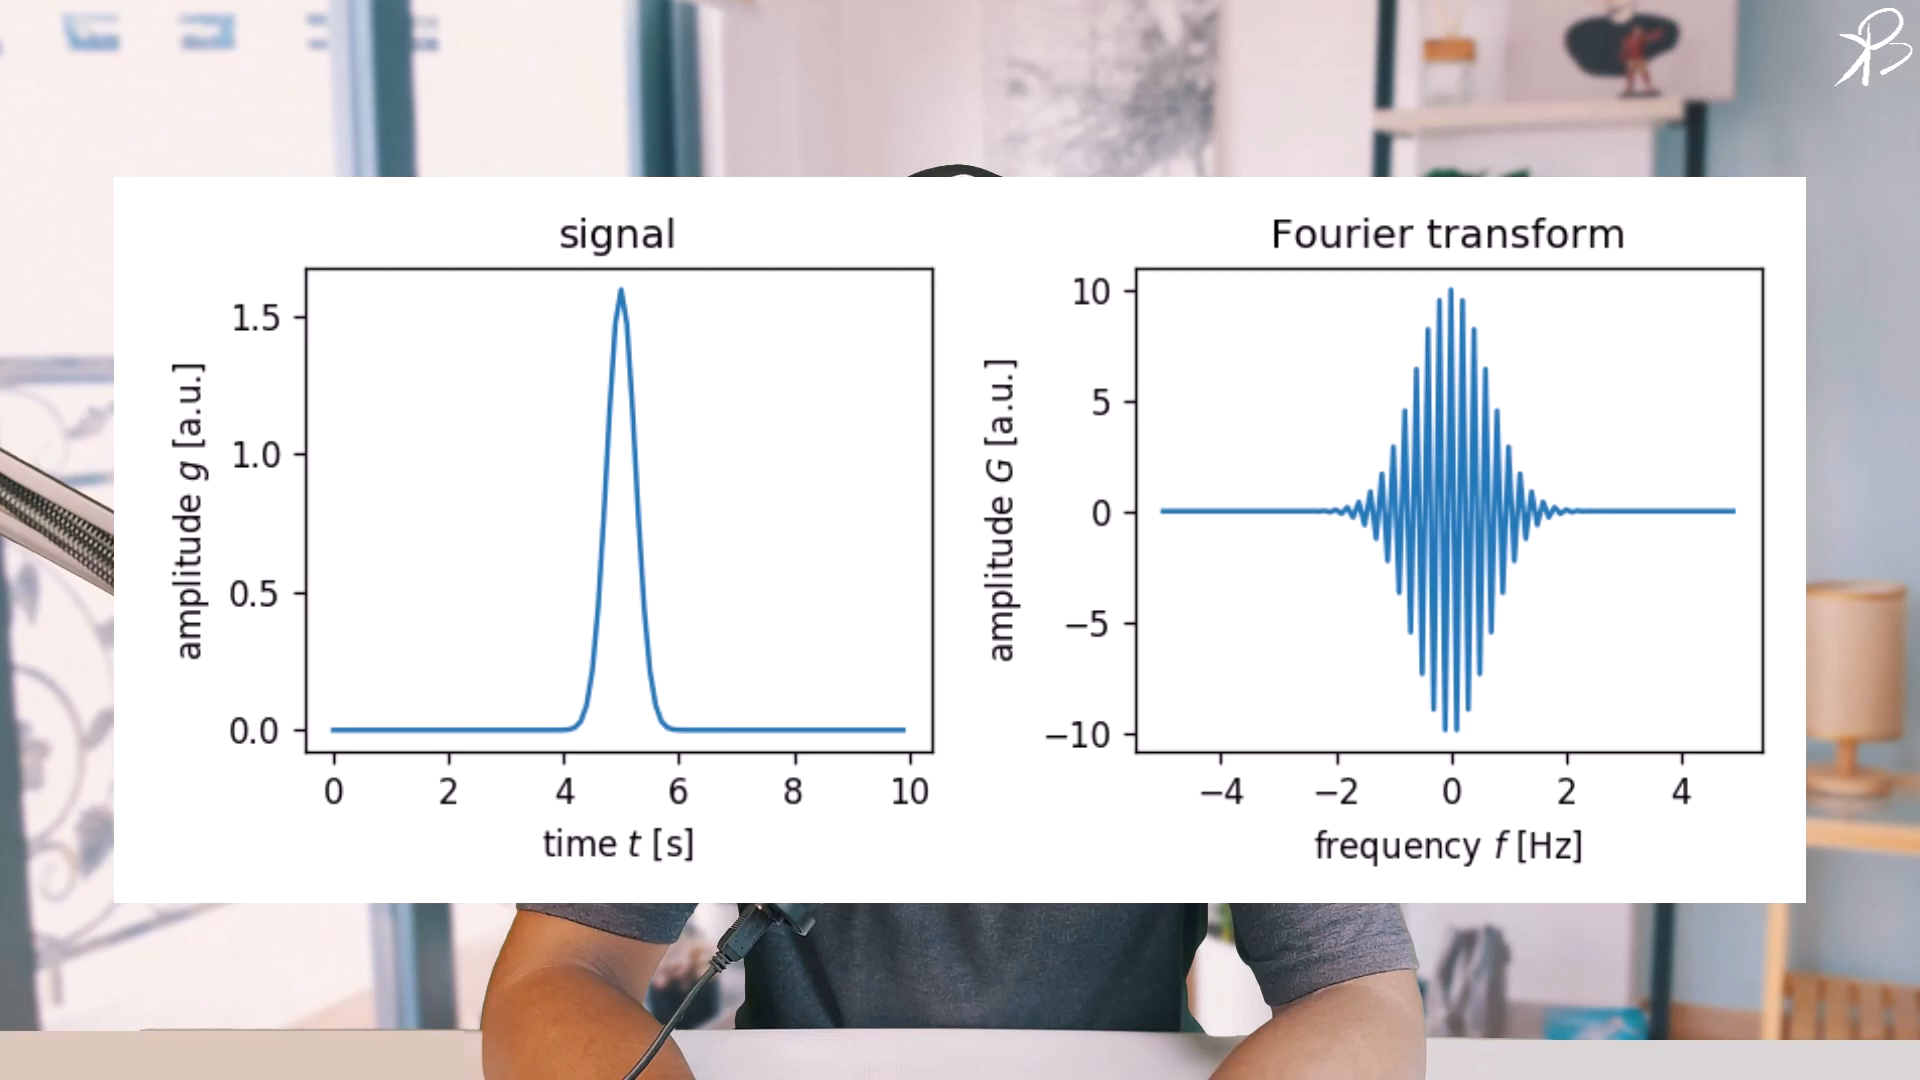 signal
1.5
1.0
0.5
0.0
amplitude g [a.u.]
0 2 4 6 8 10
time t [s]
Fourier transform
10
5
0
−5
−10
amplitude G [a.u.]
−4 −2 0 2 4
frequency f [Hz]